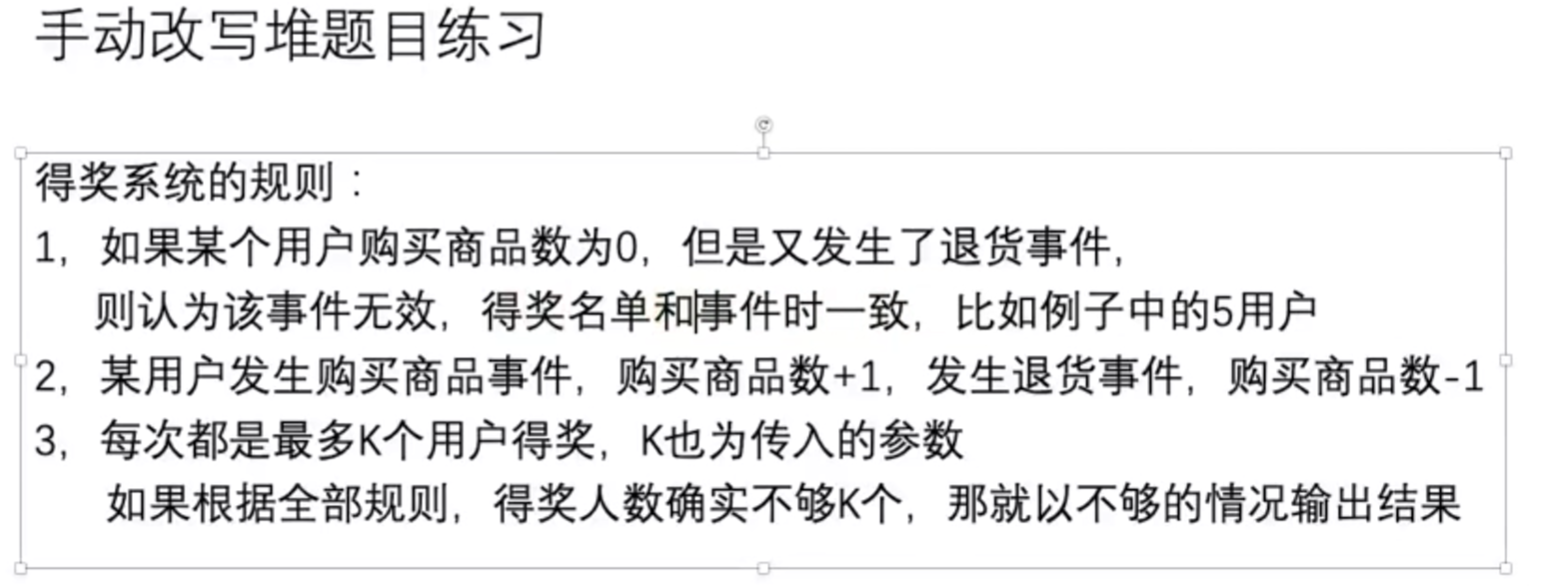 手动改写堆题目练习
得奖系统的规则：
1，如果某个用户购买商品数为0，但是又发生了退货事件，
则认为该事件无效，得奖名单和事件时一致，比如例子中的5用户
2，某用户发生购买商品事件，购买商品数+1，发生退货事件，购买商品数-1
3，每次都是最多K个用户得奖，K也为传入的参数
如果根据全部规则，得奖人数确实不够K个，那就以不够的情况输出结果